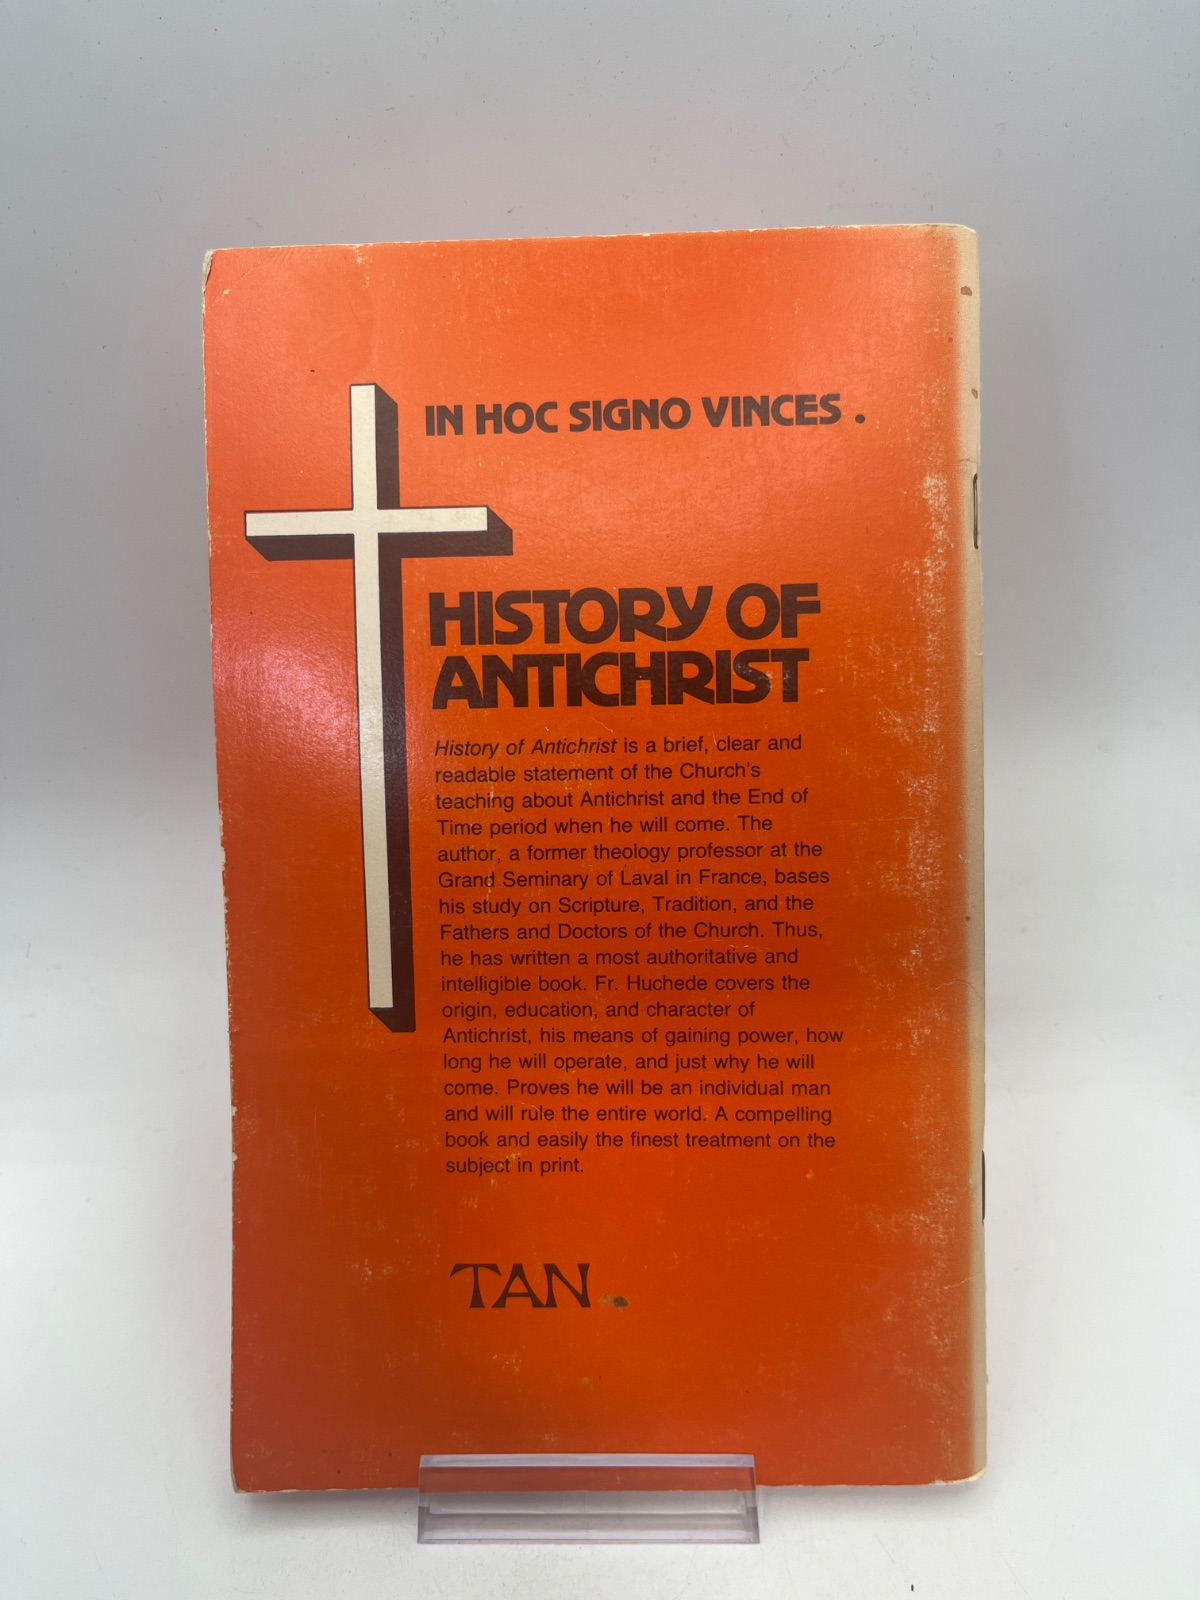 IN HOC SIGNO VINCES .
HISTORY OF
ANTICHRIST
History of Antichrist is a brief, clear and
readable statement of the Church's
teaching about Antichrist and the End of
Time period when he will come. The
author, a former theology professor at the
Grand Seminary of Laval in France, bases
his study on Scripture, Tradition, and the
Fathers and Doctors of the Church. Thus,
he has written a most authoritative and
intelligible book. Fr. Huchede covers the
origin, education, and character of
Antichrist, his means of gaining power, how
long he will operate, and just why he will
come. Proves he will be an individual man
and will rule the entire world. A compelling
book and easily the finest treatment on the
subject in print.
TAN